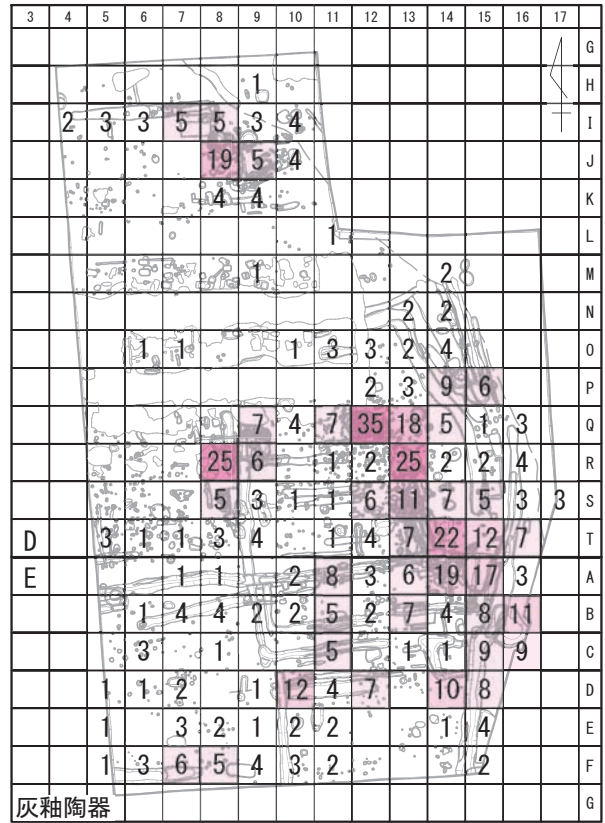 3 4 5 6 7 8 9 10 11 12 13 14 15 16 17
G
1 H
2 3 3 5 5 3 4 I
19 5 4 J
4 4 K
1 L
1 2 8 M
2 2 N
1 1 1 3 3 2 4 O
2 3 9 6 P
7 4 7 35 18 5 1 3 Q
25 6 1 2 25 2 2 4 R
5 3 1 1 6 11 7 5 3 3 S
D 3 1 1 3 4 1 4 7 22 12 7 T
E 1 1 2 8 3 6 19 17 3 A
1 4 4 2 2 5 2 7 4 8 11 B
3 1 5 1 1 9 9 C
1 1 2 1 12 4 7 10 8 D
1 3 2 1 2 2 1 4 E
1 3 6 5 4 3 2 2 F
灰釉陶器 G